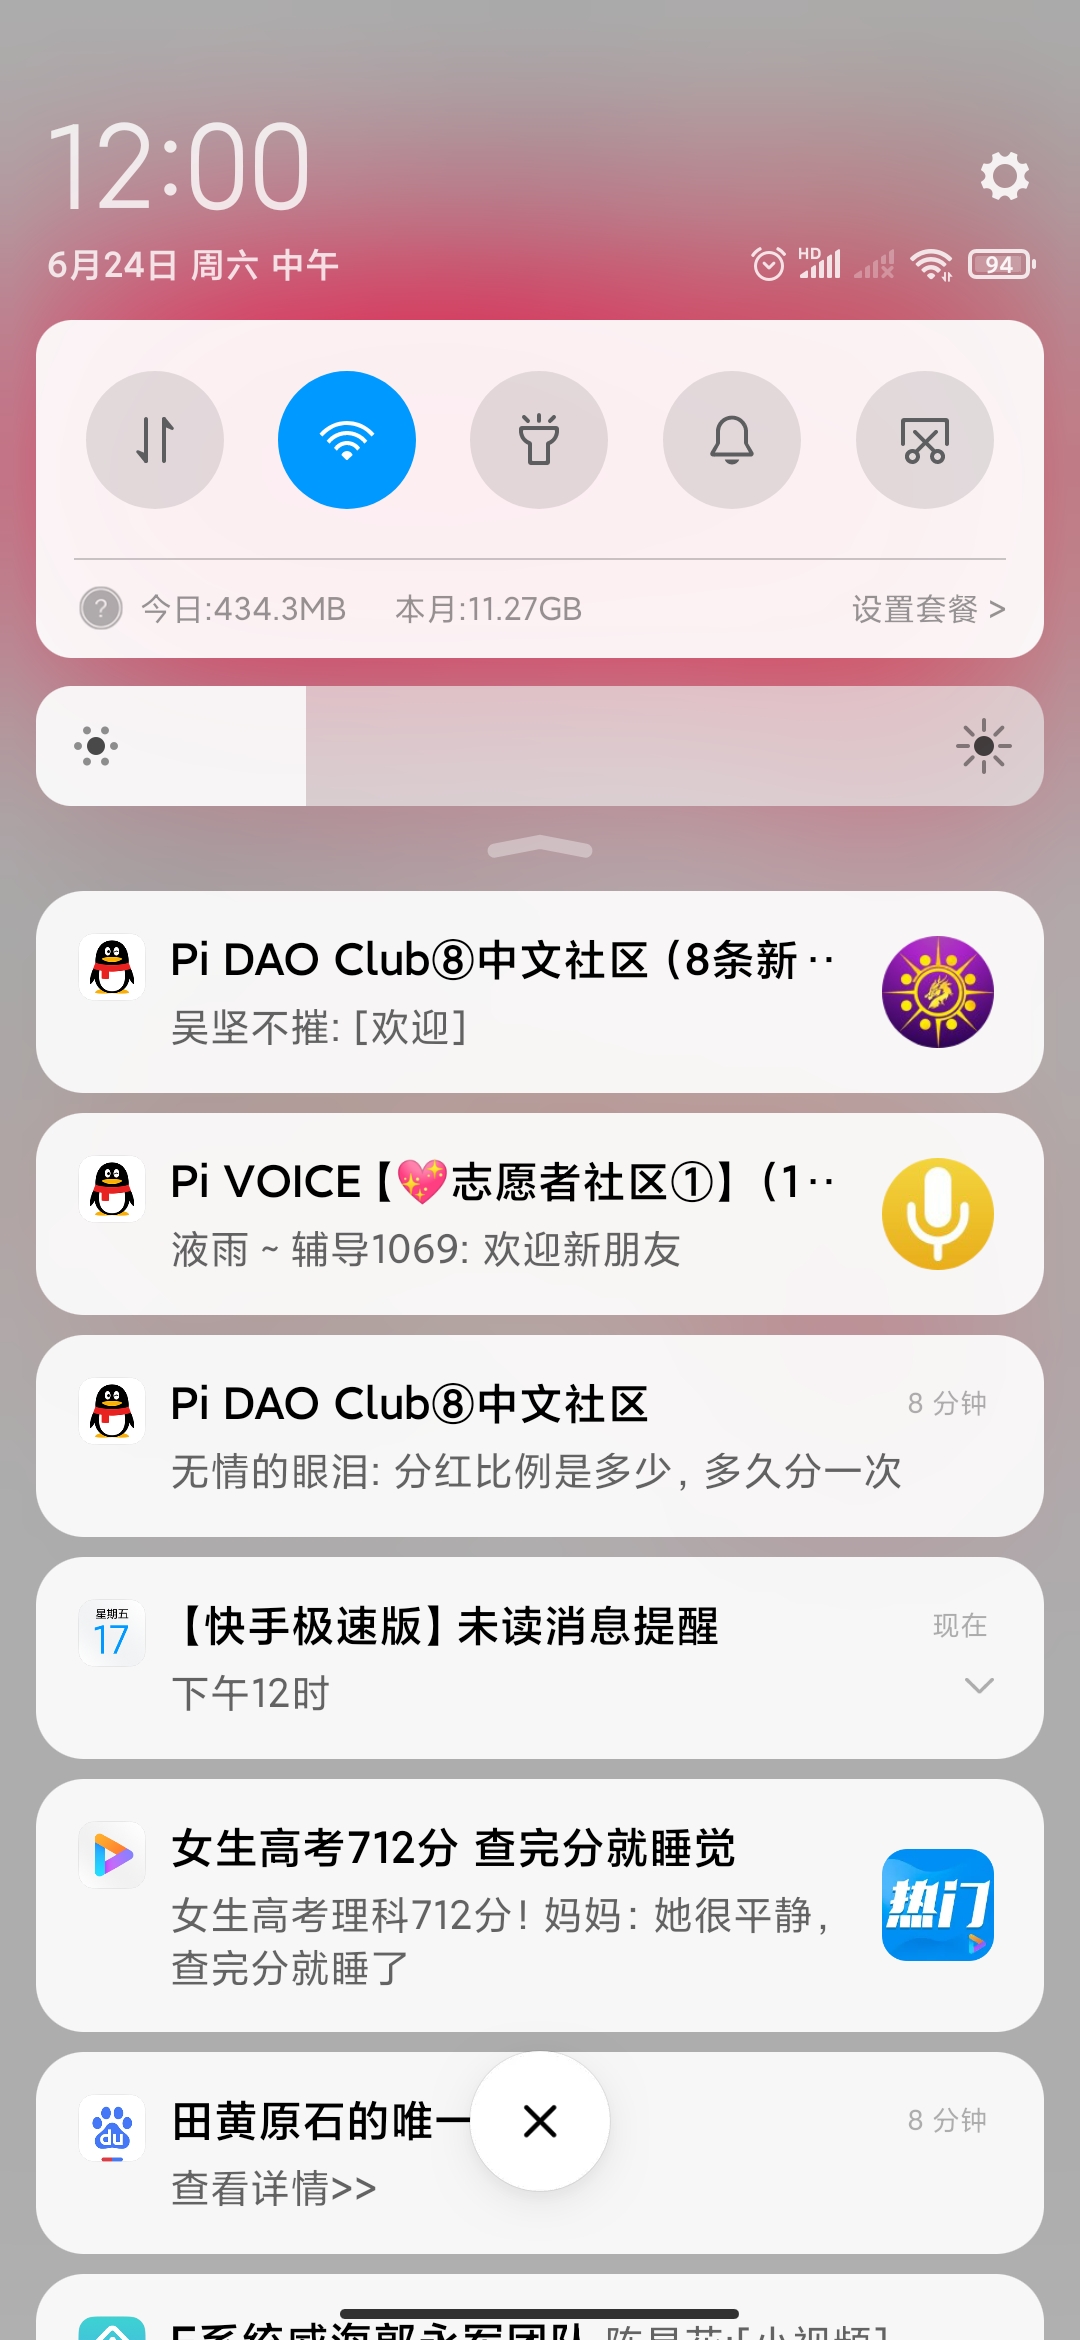 12:00
6月24日 周六 中午
HD
94
今日:434.3MB 本月:11.27GB 设置套餐 >
Pi DAO Club⑧中文社区 (8条新··
吴坚不摧: [欢迎]
Pi VOICE【💖志愿者社区①】(1··
液雨 ~ 辅导1069: 欢迎新朋友
Pi DAO Club⑧中文社区 8 分钟
无情的眼泪: 分红比例是多少, 多久分一次
星期五
17
【快手极速版】未读消息提醒 现在
下午12时
女生高考712分 查完分就睡觉
女生高考理科712分! 妈妈: 她很平静,
查完分就睡了
热门
du
田黄原石的唯一 8 分钟
查看详情>>